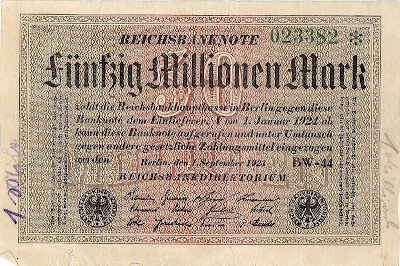 REICHSBANKNOTE 023382 *
Fünfzig Millionen Mark
zahlt die Reichsbankhauptkasse in Berlin gegen diese
Banknote dem Einlieferer. Vom 1. Januar 1924 ab
kann diese Banknote aufgerufen und unter Umtausch
gegen andere gesetzliche Zahlungsmittel eingezogen
werden Berlin, den 1. September 1923 BW-44
REICHSBANKDIREKTORIUM
50